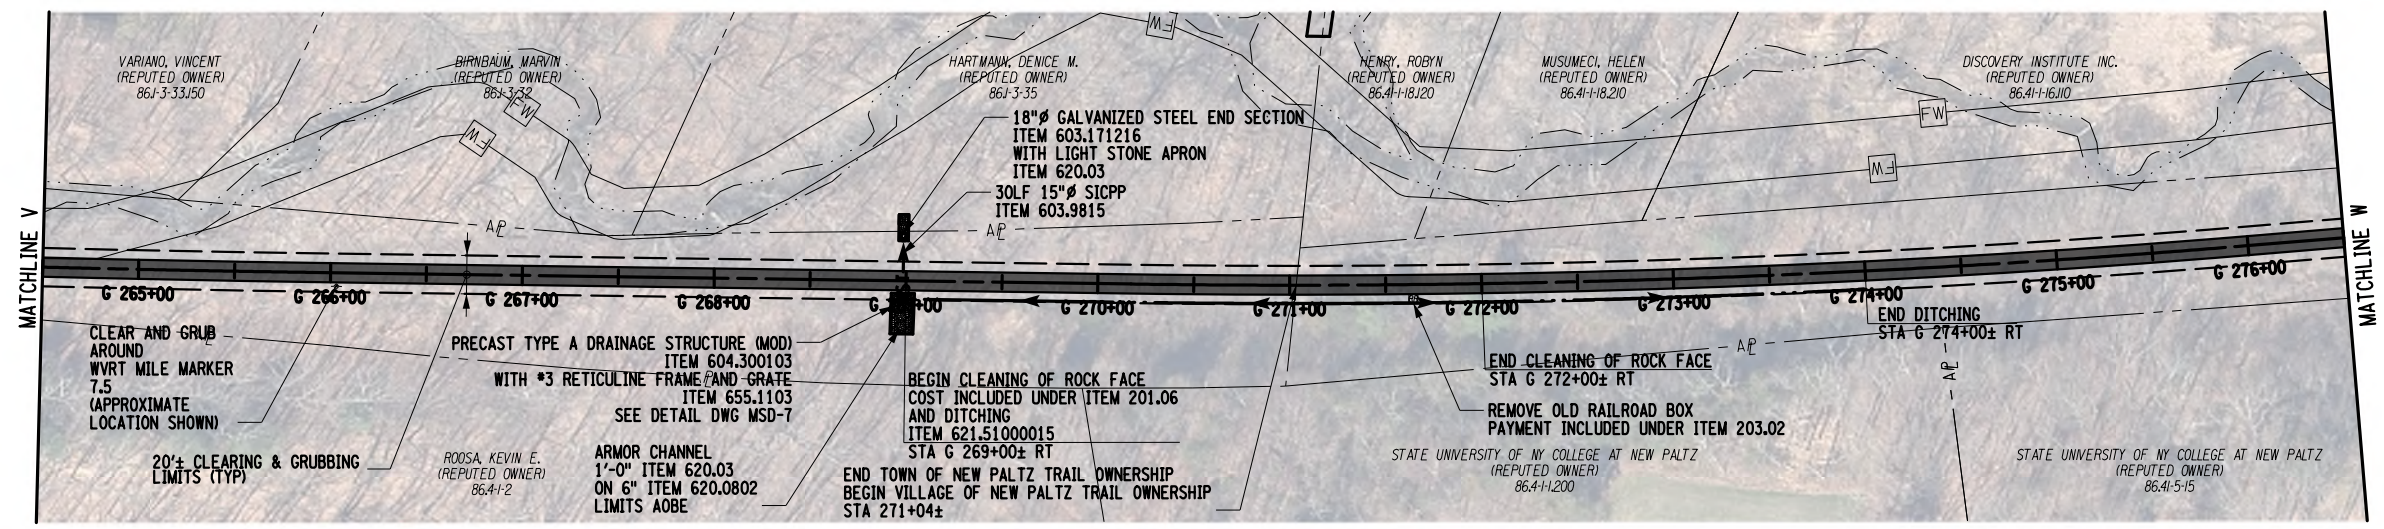 VARIANO, VINCENT
(REPUTED OWNER)
86.1-3-33.150
BIRNBAUM, MARVIN
(REPUTED OWNER)
86.1-3-32
HARTMANN, DENICE M.
(REPUTED OWNER)
86.1-3-35
HENRY, ROBYN
(REPUTED OWNER)
86.41-1-18.120
MUSUMECI, HELEN
(REPUTED OWNER)
86.41-1-18.210
DISCOVERY INSTITUTE INC.
(REPUTED OWNER)
86.41-1-16.110
FW
FW
FW
FW
FW
18"Ø GALVANIZED STEEL END SECTION
ITEM 603.171216
WITH LIGHT STONE APRON
ITEM 620.03
30LF 15"Ø SICPP
ITEM 603.9815
MATCHLINE V
MATCHLINE W
G 265+00
G 266+00
G 267+00
G 268+00
G 270+00
G 271+00
G 272+00
G 273+00
G 274+00
G 275+00
G 276+00
CLEAR AND GRUB
AROUND
WVRT MILE MARKER
7.5
(APPROXIMATE
LOCATION SHOWN)
20'± CLEARING & GRUBBING
LIMITS (TYP)
PRECAST TYPE A DRAINAGE STRUCTURE (MOD)
ITEM 604.300103
WITH #3 RETICULINE FRAME AND GRATE
ITEM 655.1103
SEE DETAIL DWG MSD-7
ROOSA, KEVIN E.
(REPUTED OWNER)
86.4-1-2
ARMOR CHANNEL
1'-0" ITEM 620.03
ON 6" ITEM 620.0802
LIMITS AOBE
BEGIN CLEANING OF ROCK FACE
COST INCLUDED UNDER ITEM 201.06
AND DITCHING
ITEM 621.51000015
STA G 269+00± RT
END TOWN OF NEW PALTZ TRAIL OWNERSHIP
BEGIN VILLAGE OF NEW PALTZ TRAIL OWNERSHIP
STA 271+04±
END CLEANING OF ROCK FACE
STA G 272+00± RT
REMOVE OLD RAILROAD BOX
PAYMENT INCLUDED UNDER ITEM 203.02
STATE UNIVERSITY OF NY COLLEGE AT NEW PALTZ
(REPUTED OWNER)
86.4-1-1.200
END DITCHING
STA G 274+00± RT
STATE UNIVERSITY OF NY COLLEGE AT NEW PALTZ
(REPUTED OWNER)
86.41-5-15